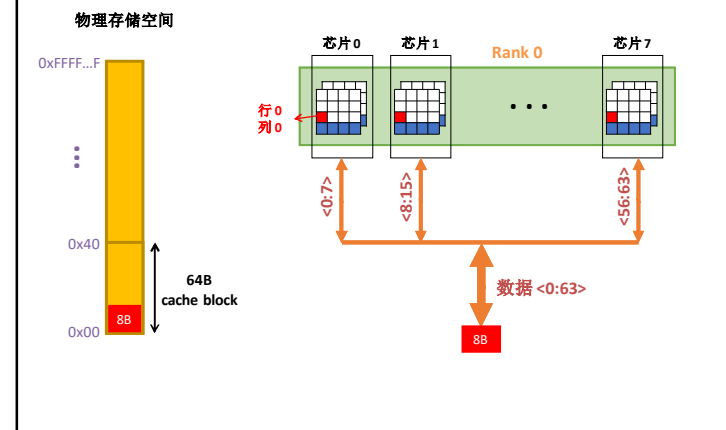 物理存储空间
0xFFFF...F
⋮
0x40
64B
cache block
8B
0x00
芯片 0
芯片 1
Rank 0
芯片 7
...
行 0
列 0
<0:7>
<8:15>
<56:63>
数据 <0:63>
8B